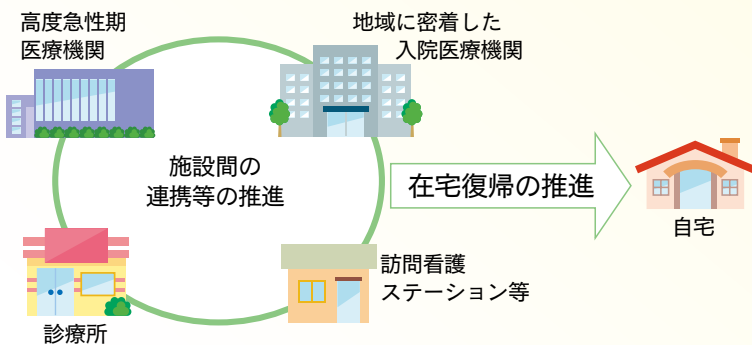 高度急性期
医療機関
地域に密着した
入院医療機関
施設間の
連携等の推進
在宅復帰の推進
自宅
診療所
訪問看護
ステーション等